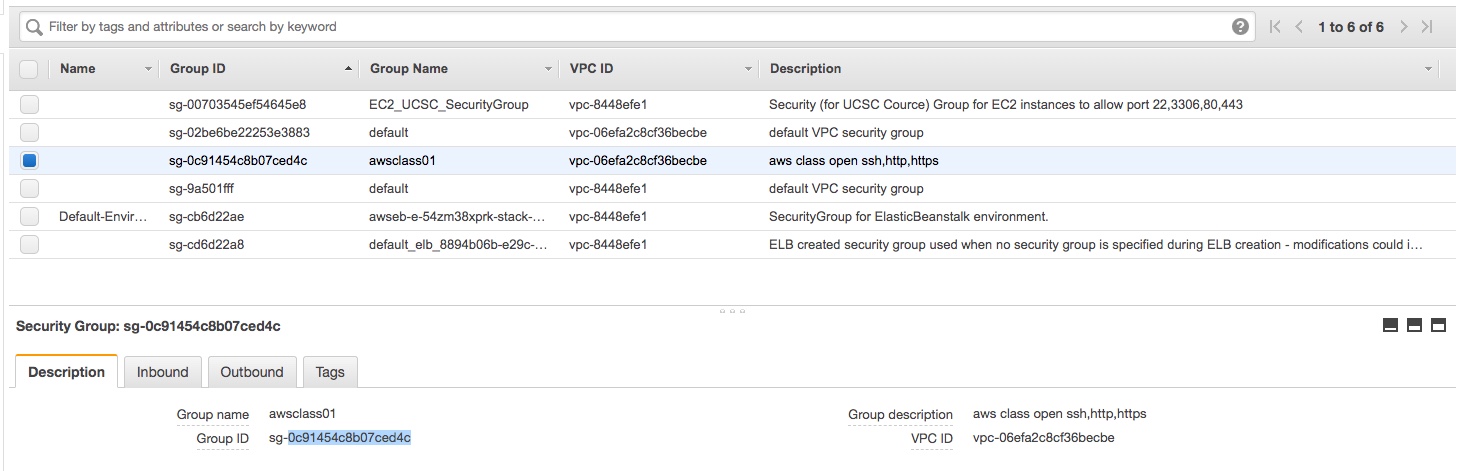 Filter by tags and attributes or search by keyword 1 to 6 of 6
Name Group ID Group Name VPC ID Description
sg-00703545ef54645e8 EC2_UCSC_SecurityGroup vpc-8448efe1 Security (for UCSC Cource) Group for EC2 instances to allow port 22,3306,80,443
sg-02be6be22253e3883 default vpc-06efa2c8cf36becbe default VPC security group
sg-0c91454c8b07ced4c awsclass01 vpc-06efa2c8cf36becbe aws class open ssh,http,https
sg-9a501fff default vpc-8448efe1 default VPC security group
Default-Envir... sg-cb6d22ae awseb-e-54zm38xprk-stack-... vpc-8448efe1 SecurityGroup for ElasticBeanstalk environment.
sg-cd6d22a8 default_elb_8894b06b-e29c-... vpc-8448efe1 ELB created security group used when no security group is specified during ELB creation - modifications could i...
Security Group: sg-0c91454c8b07ced4c
Description Inbound Outbound Tags
Group name awsclass01 Group description aws class open ssh,http,https
Group ID sg-0c91454c8b07ced4c VPC ID vpc-06efa2c8cf36becbe